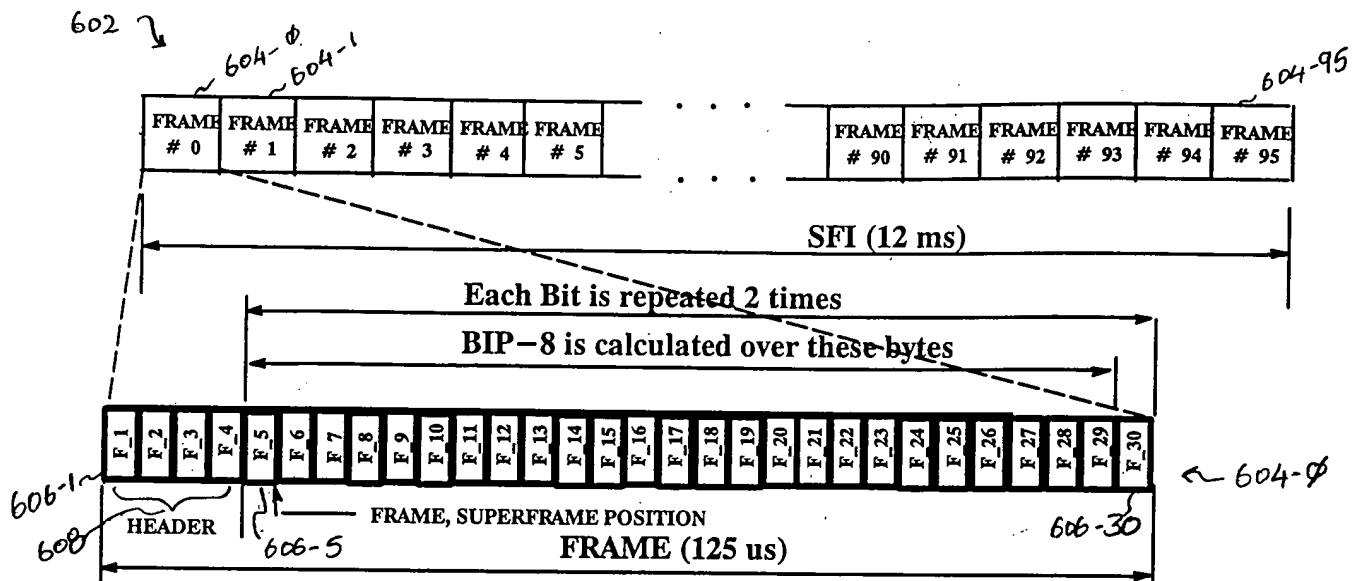 602
604-0 604-1 604-95
FRAME # 0 FRAME # 1 FRAME # 2 FRAME # 3 FRAME # 4 FRAME # 5 . . . FRAME # 90 FRAME # 91 FRAME # 92 FRAME # 93 FRAME # 94 FRAME # 95
. . .
SFI (12 ms)
Each Bit is repeated 2 times
BIP-8 is calculated over these bytes
F_1 F_2 F_3 F_4 F_5 F_6 F_7 F_8 F_9 F_10 F_11 F_12 F_13 F_14 F_15 F_16 F_17 F_18 F_19 F_20 F_21 F_22 F_23 F_24 F_25 F_26 F_27 F_28 F_29 F_30
606-1 604-0
HEADER FRAME, SUPERFRAME POSITION 606-30
608 606-5 FRAME (125 us)